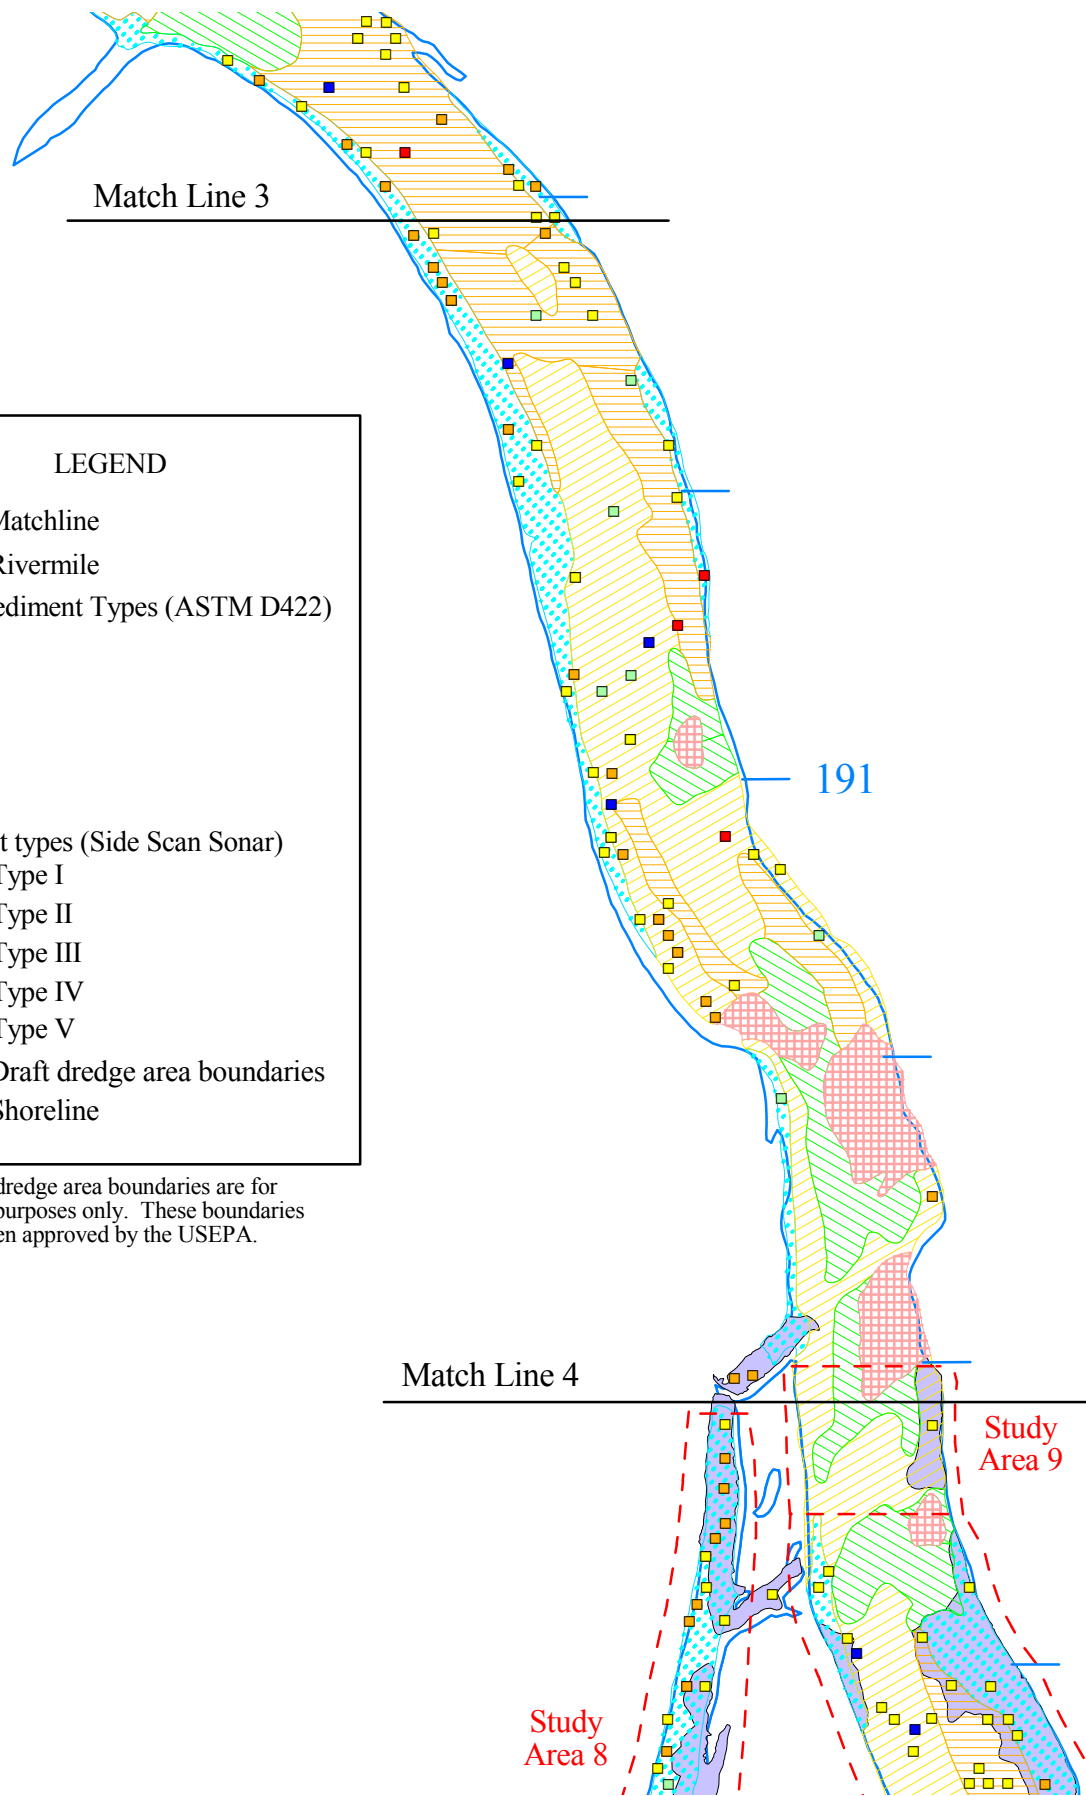 Match Line 3
LEGEND
Matchline
Rivermile
ediment Types (ASTM D422)
t types (Side Scan Sonar)
Type I
Type II
Type III
Type IV
Type V
Draft dredge area boundaries
Shoreline
dredge area boundaries are for
purposes only. These boundaries
en approved by the USEPA.
191
Match Line 4
Study
Area 9
Study
Area 8